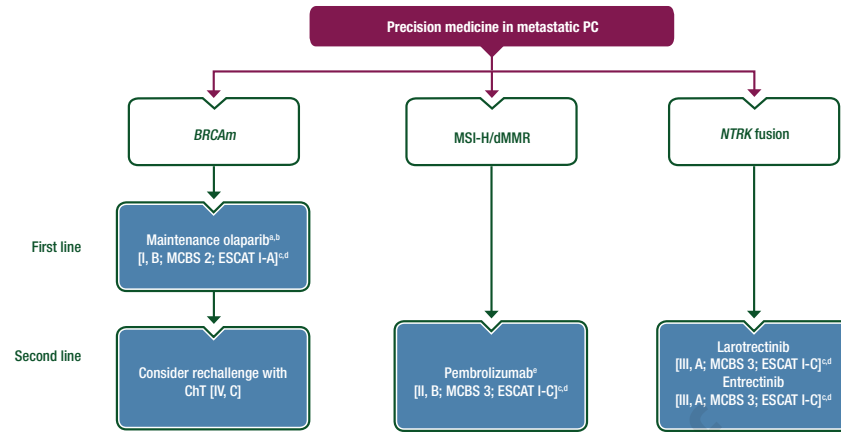 Precision medicine in metastatic PC
BRCAm
MSI-H/dMMR
NTRK fusion
First line
Maintenance olaparibᵃ,ᵇ
[I, B; MCBS 2; ESCAT I-A]ᶜ,ᵈ
Second line
Consider rechallenge with
ChT [IV, C]
Pembrolizumabᵉ
[II, B; MCBS 3; ESCAT I-C]ᶜ,ᵈ
Larotrectinib
[III, A; MCBS 3; ESCAT I-C]ᶜ,ᵈ
Entrectinib
[III, A; MCBS 3; ESCAT I-C]ᶜ,ᵈ